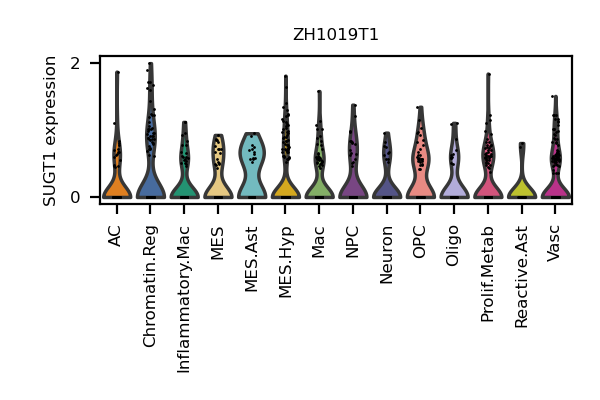 ZH1019T1
SUGT1 expression
2
0
AC
Chromatin.Reg
Inflammatory.Mac
MES
MES.Ast
MES.Hyp
Mac
NPC
Neuron
OPC
Oligo
Prolif.Metab
Reactive.Ast
Vasc